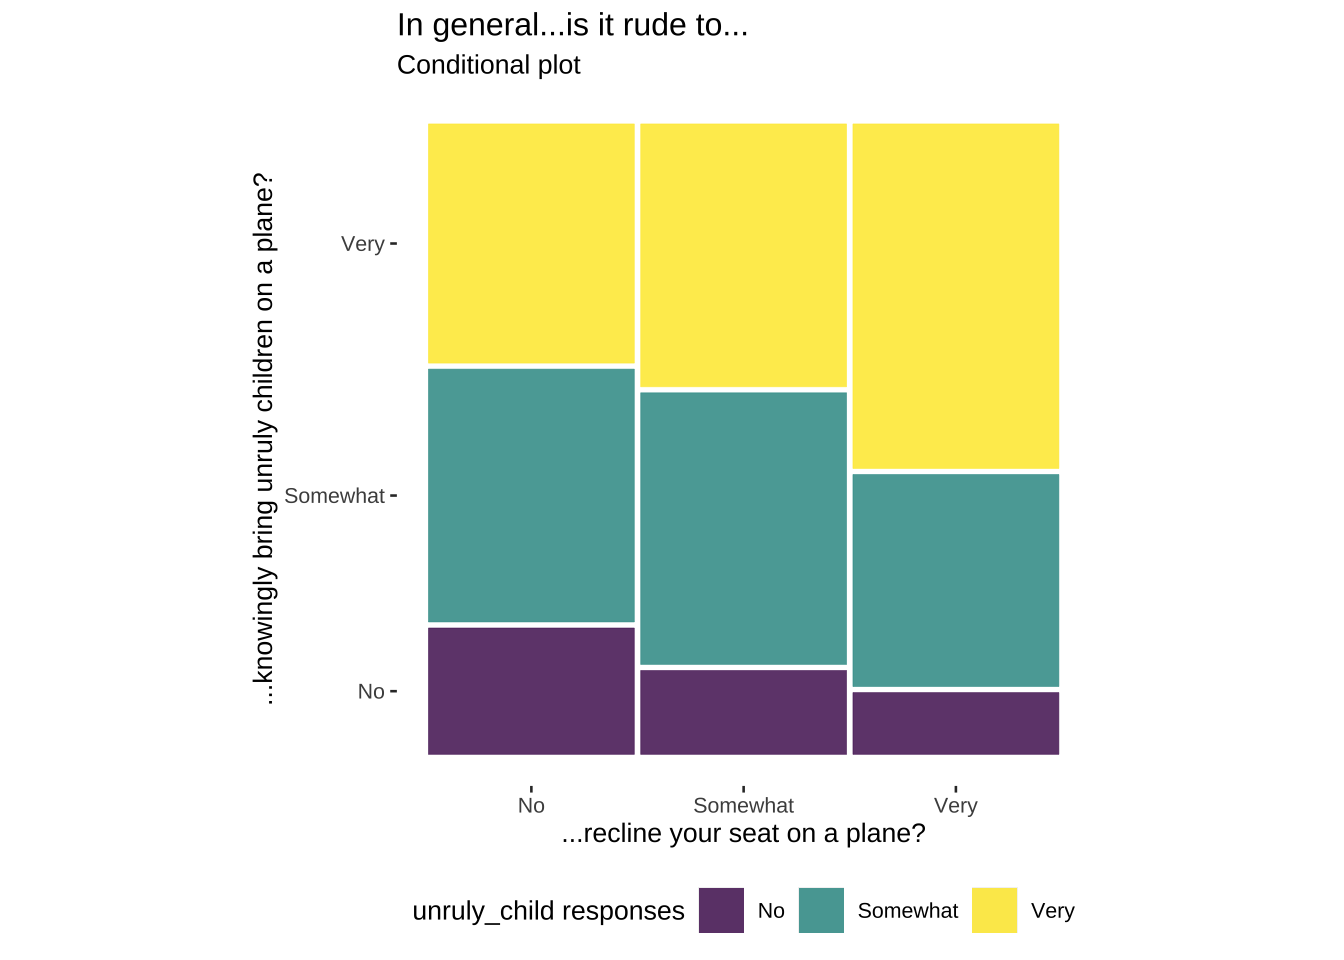 In general...is it rude to...
Conditional plot
...knowingly bring unruly children on a plane?
Very
Somewhat
No
No Somewhat Very
...recline your seat on a plane?
unruly_child responses No Somewhat Very